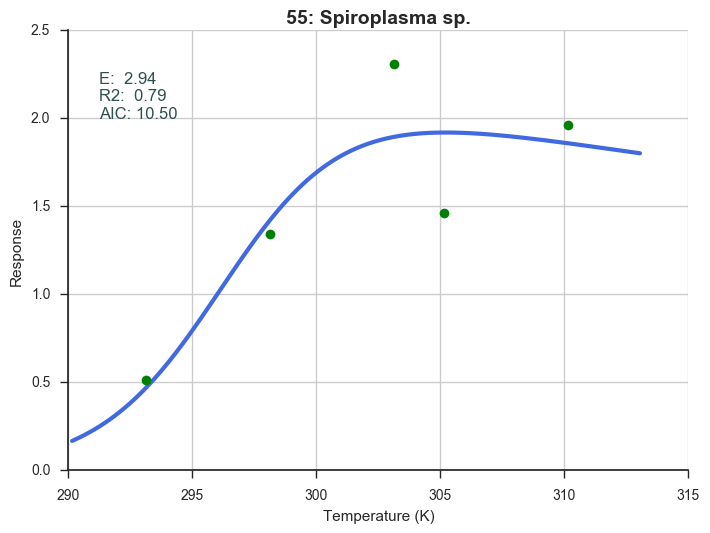 55: Spiroplasma sp.
E: 2.94
R2: 0.79
AIC: 10.50
2.5
2.0
1.5
1.0
0.5
0.0
Response
290 295 300 305 310 315
Temperature (K)